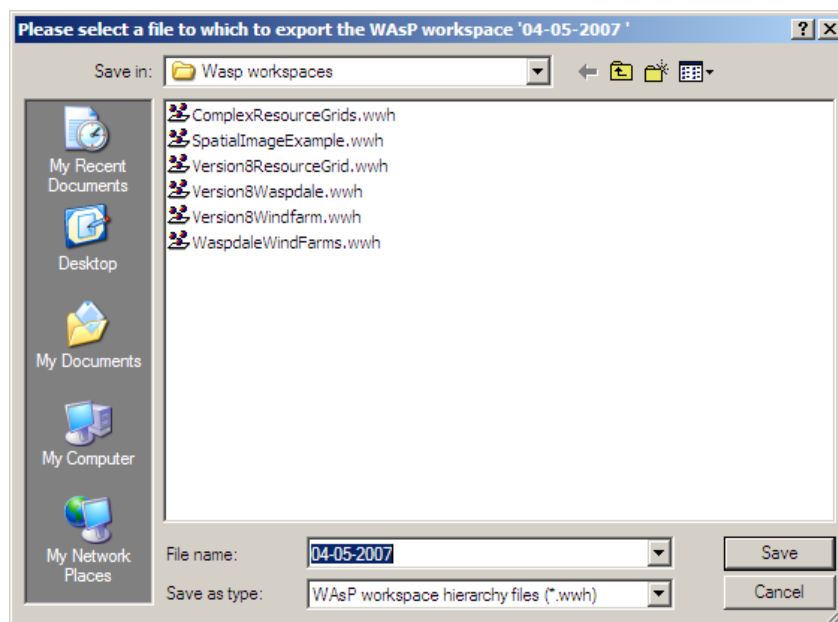 Please select a file to which to export the WAsP workspace '04-05-2007 '
Save in:
Wasp workspaces
My Recent
Documents
Desktop
My Documents
My Computer
My Network
Places
ComplexResourceGrids.wwh
SpatialImageExample.wwh
Version8ResourceGrid.wwh
Version8Waspdale.wwh
Version8Windfarm.wwh
WaspdaleWindFarms.wwh
File name:
04-05-2007
Save
Save as type:
WAsP workspace hierarchy files (*.wwh)
Cancel